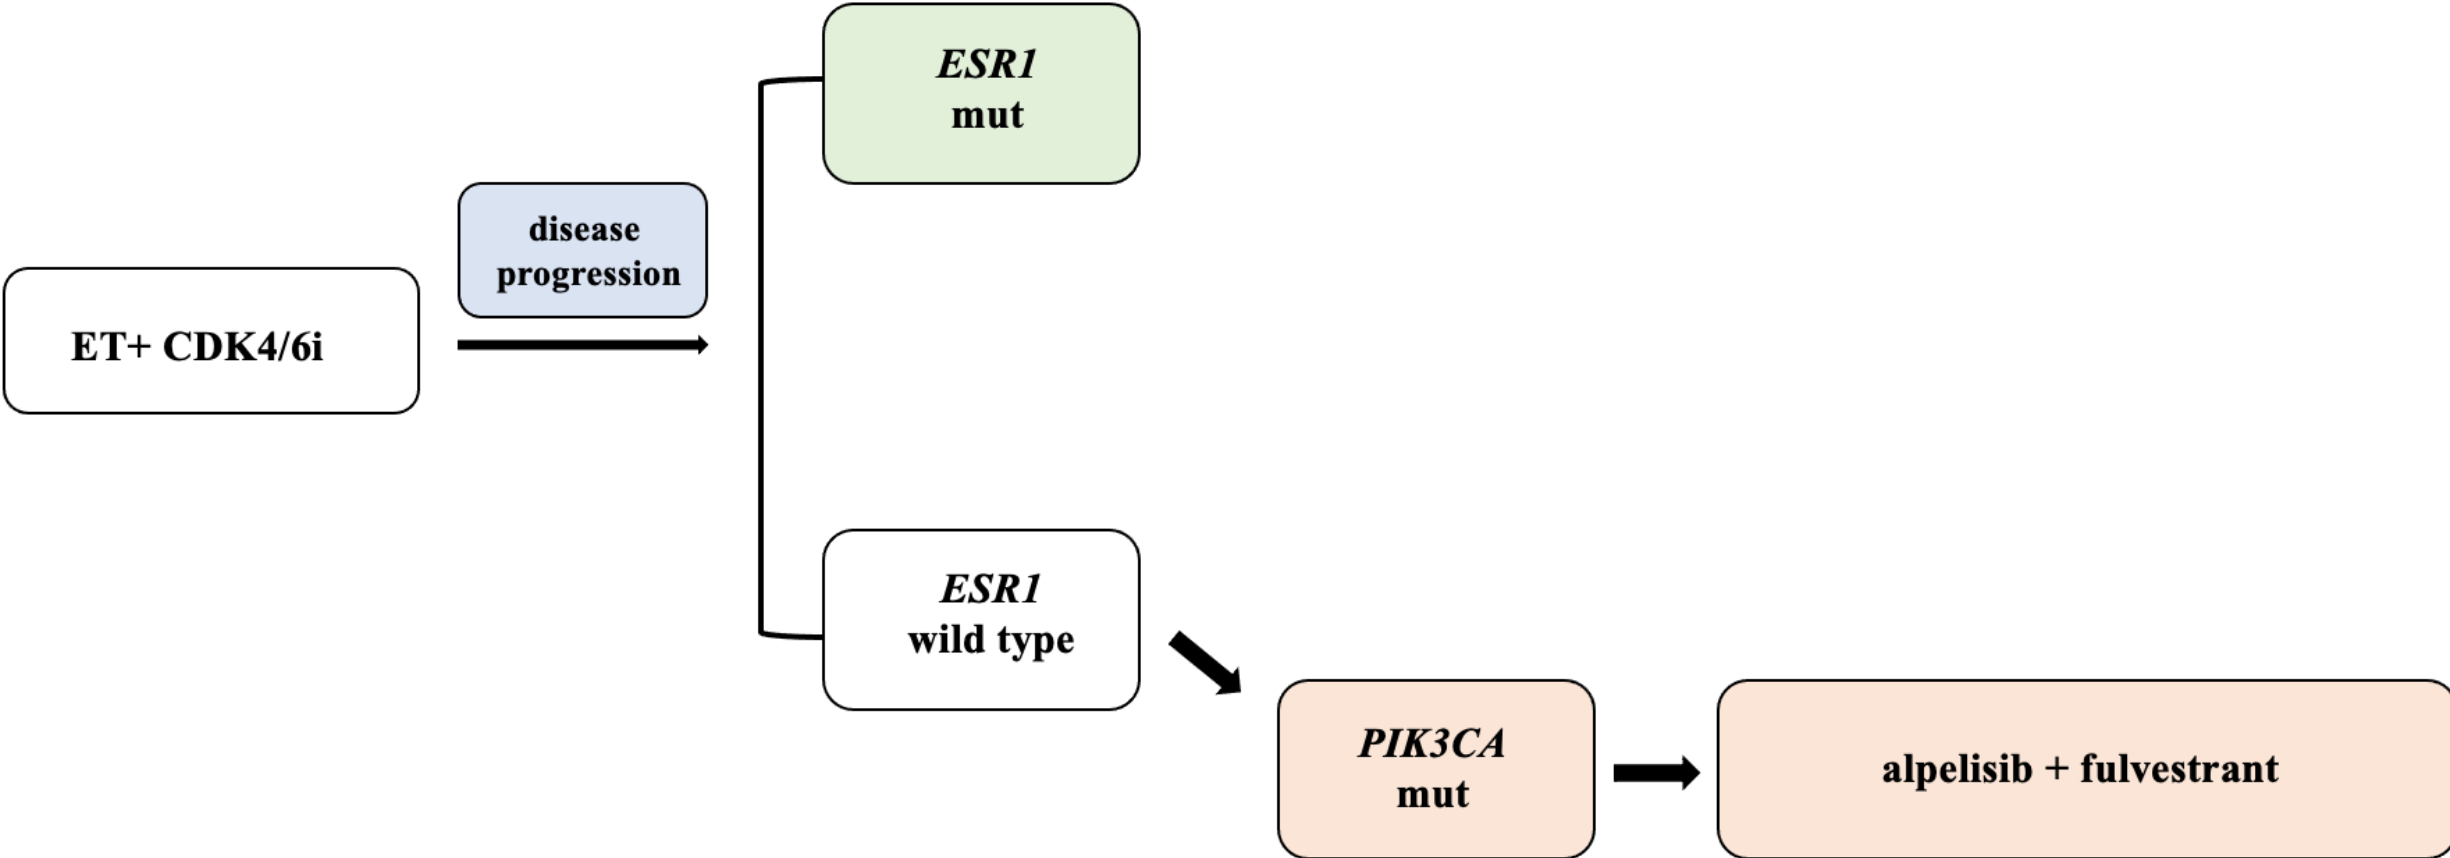 ESR1
mut
disease
progression
ET+ CDK4/6i
ESR1
wild type
PIK3CA
mut
alpelisib + fulvestrant